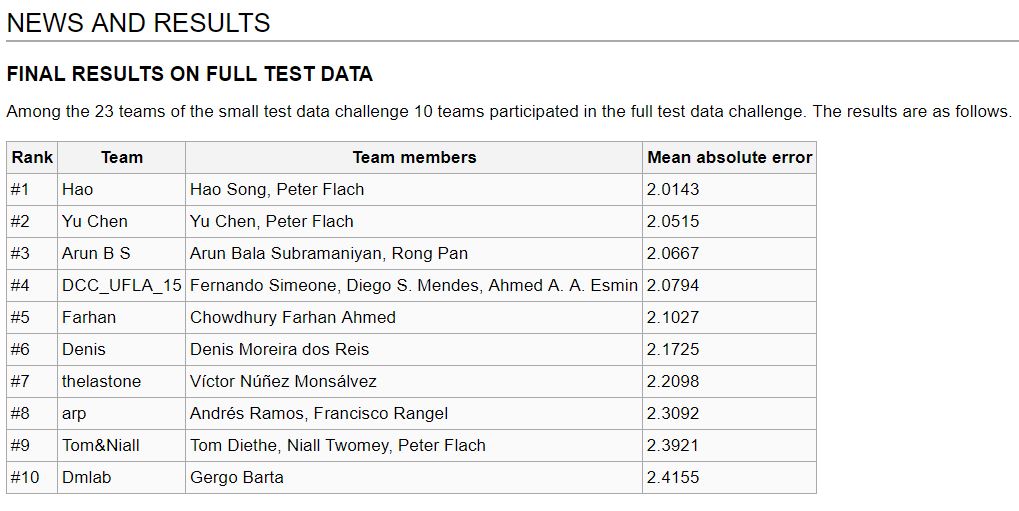 NEWS AND RESULTS
FINAL RESULTS ON FULL TEST DATA
Among the 23 teams of the small test data challenge 10 teams participated in the full test data challenge. The results are as follows.
Rank Team Team members Mean absolute error
#1 Hao Hao Song, Peter Flach 2.0143
#2 Yu Chen Yu Chen, Peter Flach 2.0515
#3 Arun B S Arun Bala Subramaniyan, Rong Pan 2.0667
#4 DCC_UFLA_15 Fernando Simeone, Diego S. Mendes, Ahmed A. A. Esmin 2.0794
#5 Farhan Chowdhury Farhan Ahmed 2.1027
#6 Denis Denis Moreira dos Reis 2.1725
#7 thelastone Víctor Núñez Monsálvez 2.2098
#8 arp Andrés Ramos, Francisco Rangel 2.3092
#9 Tom&Niall Tom Diethe, Niall Twomey, Peter Flach 2.3921
#10 Dmlab Gergo Barta 2.4155